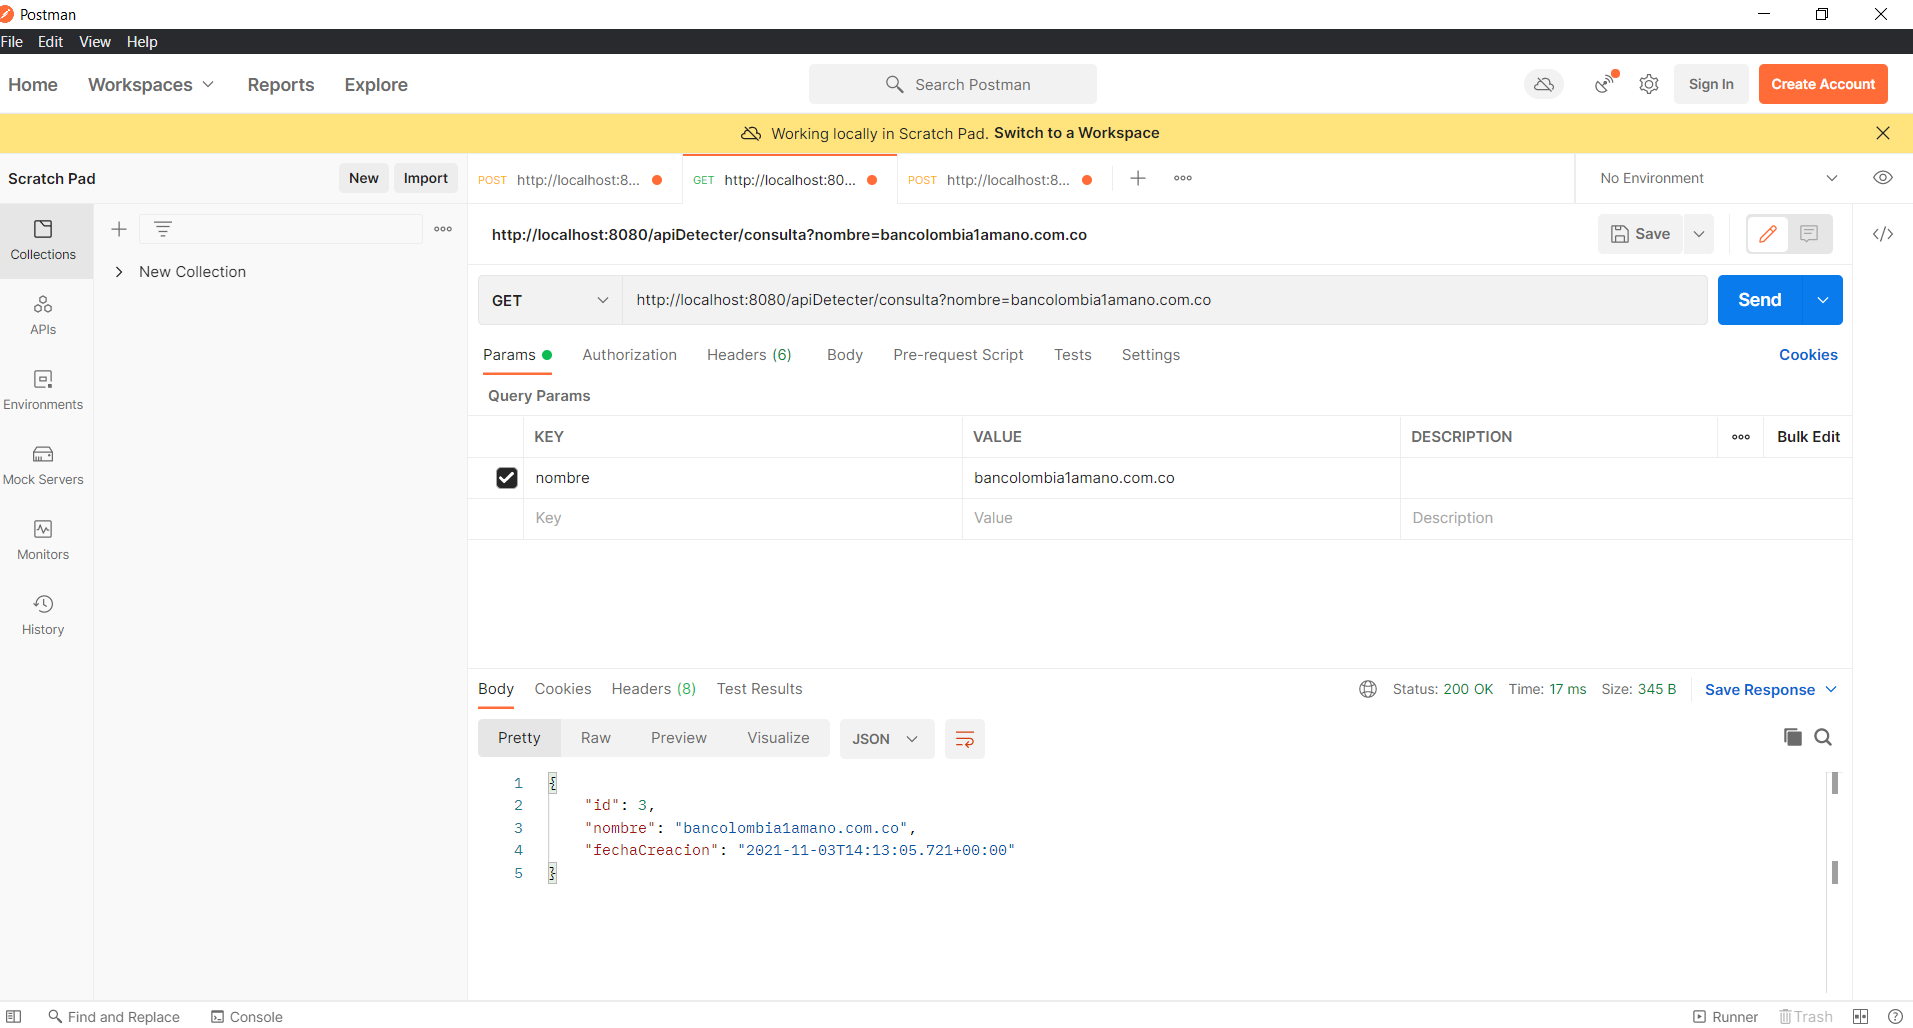 Postman
File Edit View Help
Home Workspaces Reports Explore Search Postman Sign In Create Account
Working locally in Scratch Pad. Switch to a Workspace
Scratch Pad New Import POST http://localhost:8... GET http://localhost:80... POST http://localhost:8... No Environment
Collections
New Collection
APIs
Environments
Mock Servers
Monitors
History
http://localhost:8080/apiDetecter/consulta?nombre=bancolombia1amano.com.co Save
GET http://localhost:8080/apiDetecter/consulta?nombre=bancolombia1amano.com.co Send
Params Authorization Headers (6) Body Pre-request Script Tests Settings Cookies
Query Params
KEY VALUE DESCRIPTION Bulk Edit
nombre bancolombia1amano.com.co
Key Value Description
Body Cookies Headers (8) Test Results Status: 200 OK Time: 17 ms Size: 345 B Save Response
Pretty Raw Preview Visualize JSON
1 {
2 "id": 3,
3 "nombre": "bancolombia1amano.com.co",
4 "fechaCreacion": "2021-11-03T14:13:05.721+00:00"
5 }
Find and Replace Console Runner Trash